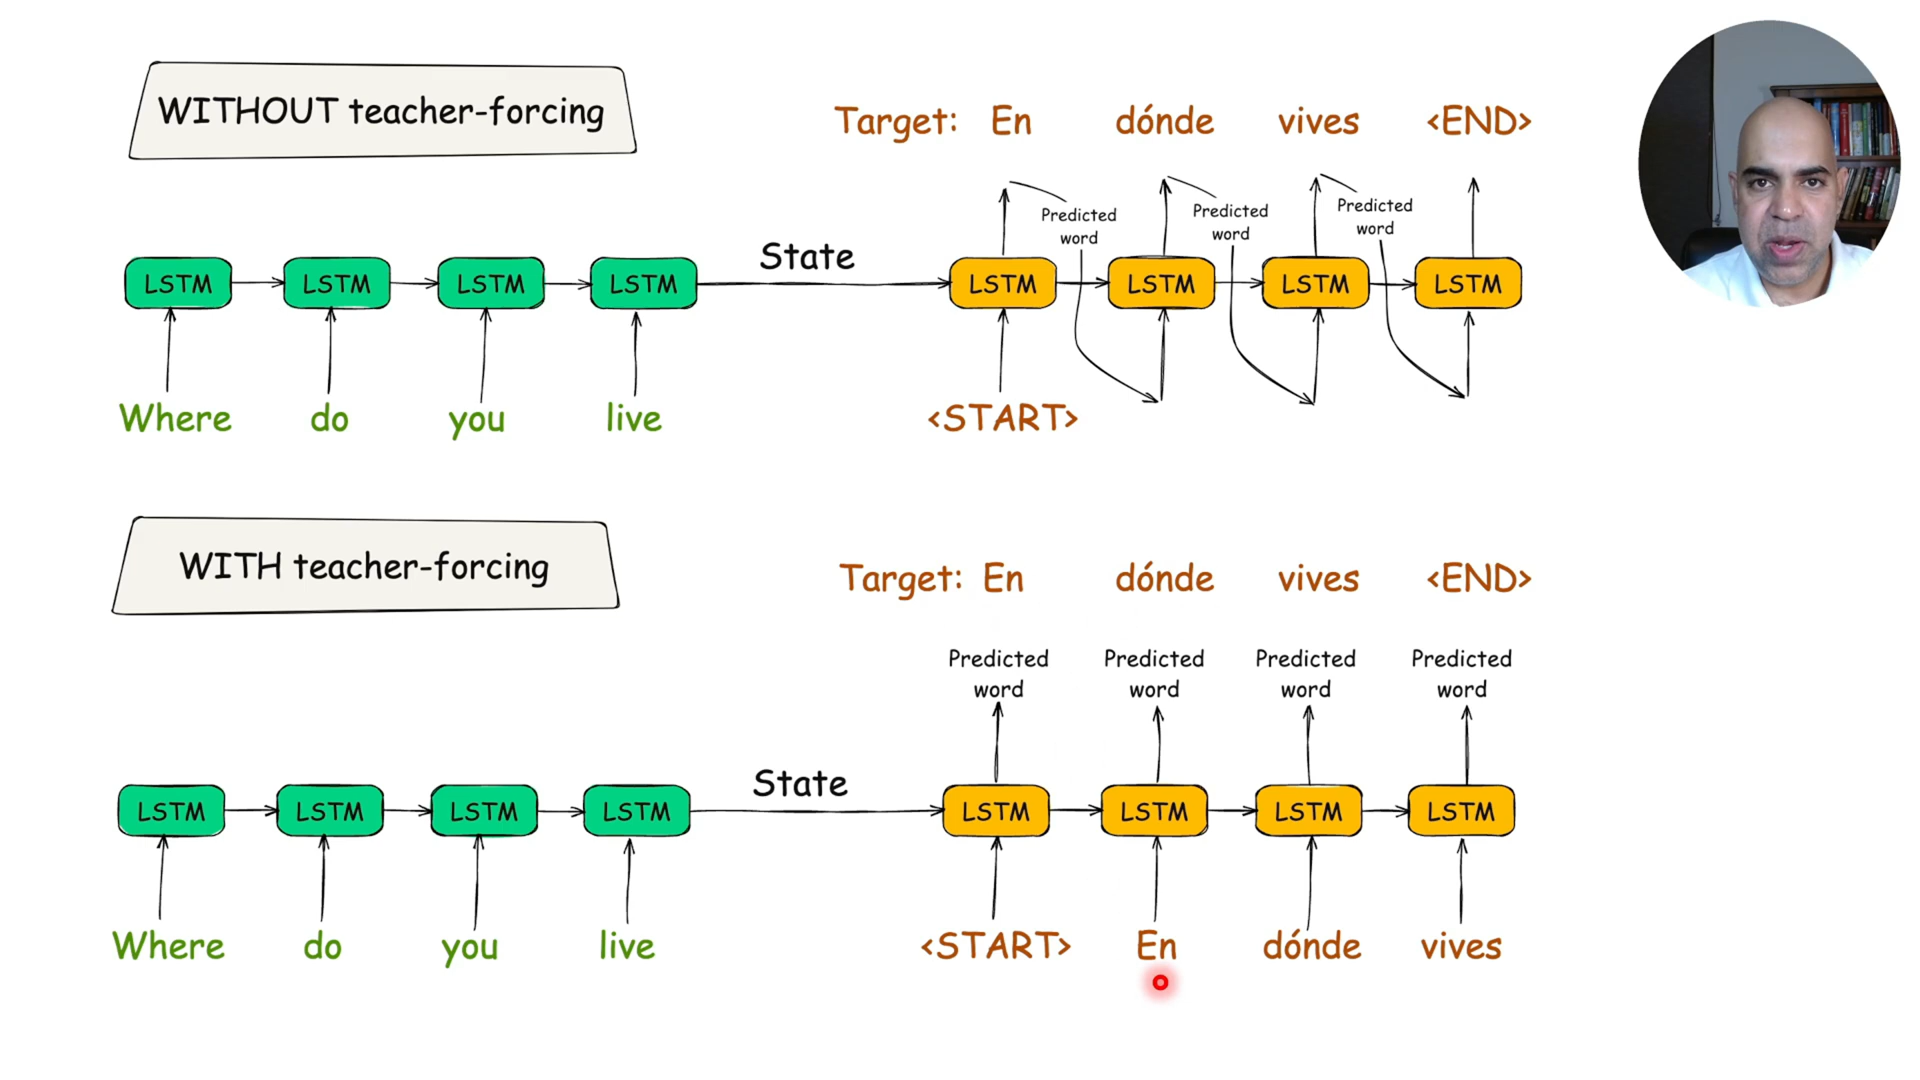 WITHOUT teacher-forcing
Target: En dónde vives <END>
Predicted word
Predicted word
Predicted word
State
LSTM LSTM LSTM LSTM LSTM LSTM LSTM LSTM
Where do you live <START>
WITH teacher-forcing
Target: En dónde vives <END>
Predicted word
Predicted word
Predicted word
Predicted word
State
LSTM LSTM LSTM LSTM LSTM LSTM LSTM LSTM
Where do you live <START> En dónde vives